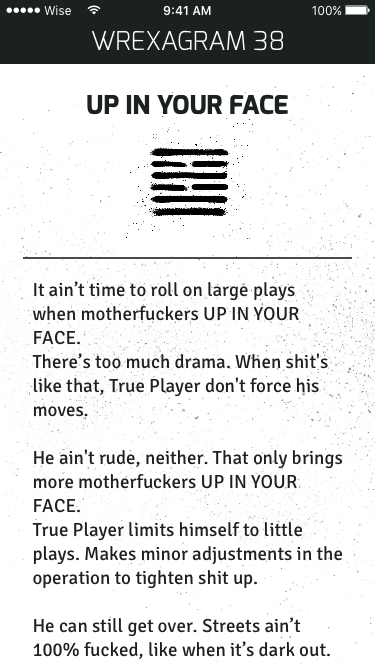 Wise
9:41 AM
100%
WREXAGRAM 38
UP IN YOUR FACE
It ain’t time to roll on large plays
when motherfuckers UP IN YOUR
FACE.
There’s too much drama. When shit's
like that, True Player don't force his
moves.
He ain't rude, neither. That only brings
more motherfuckers UP IN YOUR
FACE.
True Player limits himself to little
plays. Makes minor adjustments in the
operation to tighten shit up.
He can still get over. Streets ain’t
100% fucked, like when it’s dark out.